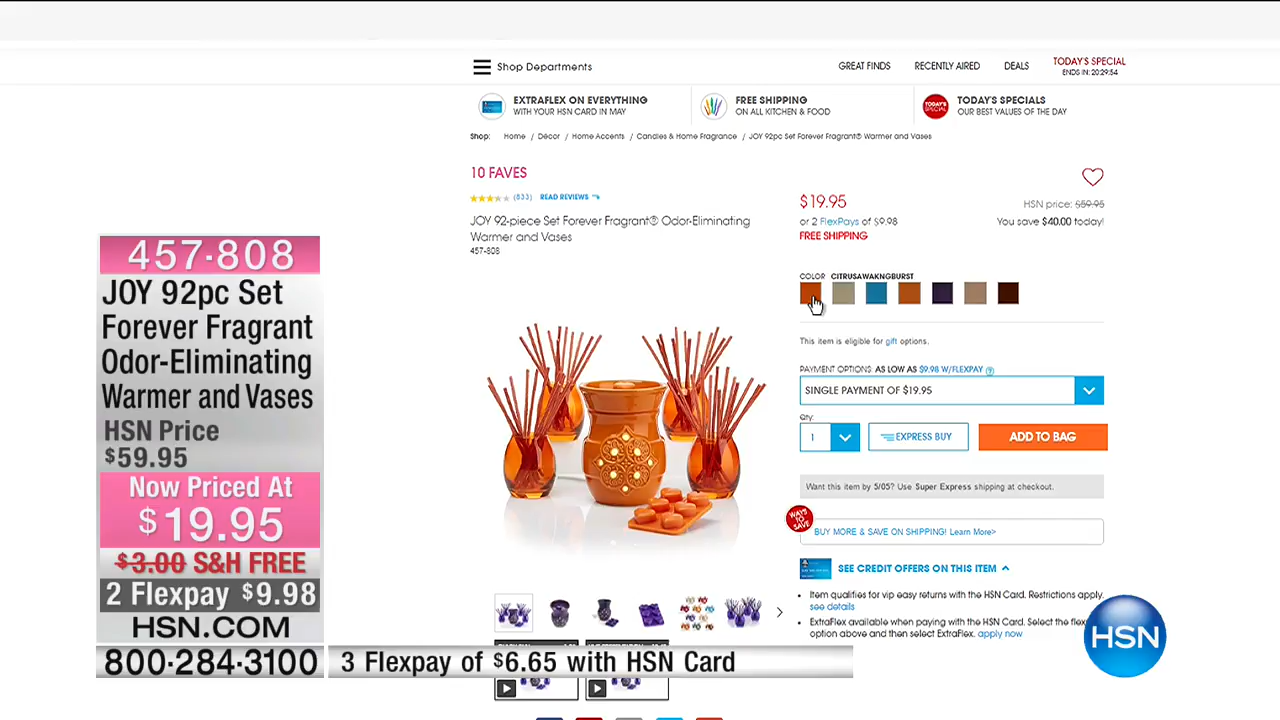 Shop Departments
GREAT FINDS
RECENTLY AIRED
DEALS
TODAY'S SPECIAL
ENDS IN: 20:29:54
EXTRAFLEX ON EVERYTHING
WITH YOUR HSN CARD IN MAY
FREE SHIPPING
ON ALL KITCHEN & FOOD
TODAY'S SPECIAL
TODAY'S SPECIALS
OUR BEST VALUES OF THE DAY
Shop: Home / Décor / Home Accents / Candles & Home Fragrance / JOY 92pc Set Forever Fragrant® Warmer and Vases
10 FAVES
(833) READ REVIEWS
JOY 92-piece Set Forever Fragrant® Odor-Eliminating
Warmer and Vases
457-808
$19.95
HSN price: $59.95
or 2 FlexPays of $9.98
You save $40.00 today!
FREE SHIPPING
COLOR CITRUSAWAKNGBURST
This item is eligible for gift options.
PAYMENT OPTIONS: AS LOW AS $9.98 W/FLEXPAY ?
SINGLE PAYMENT OF $19.95
Qty:
1
EXPRESS BUY
ADD TO BAG
Want this item by 5/05? Use Super Express shipping at checkout.
WAYS TO SAVE
BUY MORE & SAVE ON SHIPPING! Learn More>
SEE CREDIT OFFERS ON THIS ITEM
• Item qualifies for vip easy returns with the HSN Card. Restrictions apply.
see details
• ExtraFlex available when paying with the HSN Card. Select the
option above and then select ExtraFlex. apply now
457-808
JOY 92pc Set
Forever Fragrant
Odor-Eliminating
Warmer and Vases
HSN Price
$59.95
Now Priced At
$19.95
$3.00 S&H FREE
2 Flexpay $9.98
HSN.COM
800-284-3100
3 Flexpay of $6.65 with HSN Card
HSN